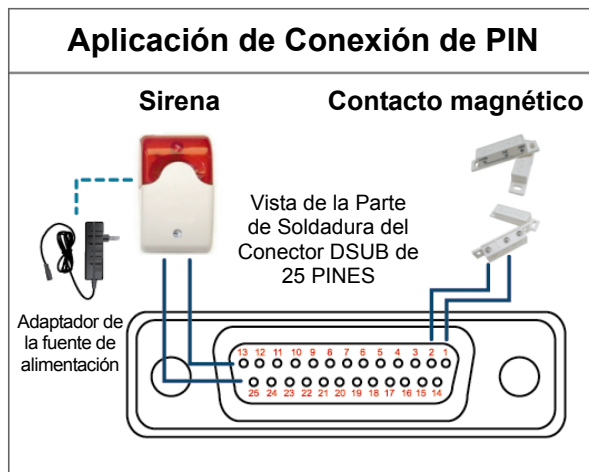 Aplicación de Conexión de PIN
Sirena
Contacto magnético
Vista de la Parte
de Soldadura del
Conector DSUB de
25 PINES
Adaptador de
la fuente de
alimentación
13 12 11 10 9 8 7 6 5 4 3 2 1
25 24 23 22 21 20 19 18 17 16 15 14